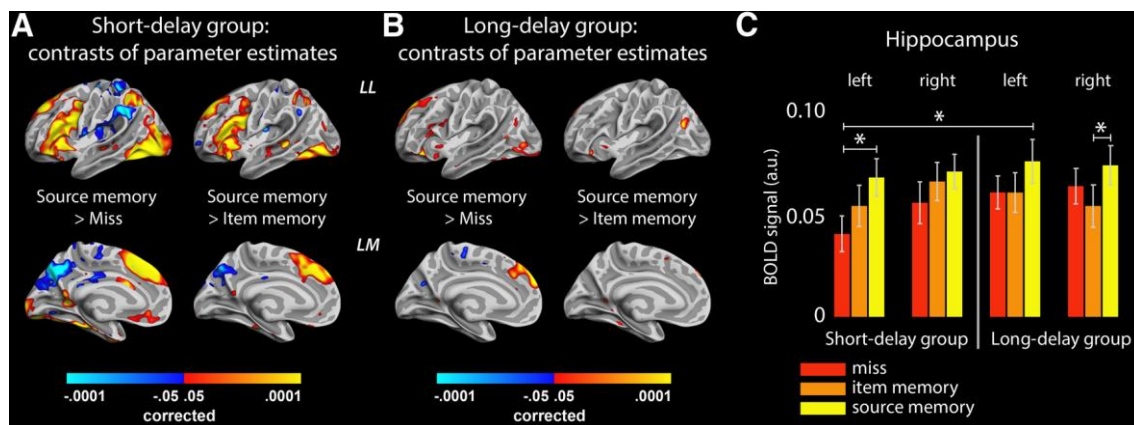 A
Short-delay group:
contrasts of parameter estimates
Source memory
> Miss
Source memory
> Item memory
-.0001
-.05
.05
.0001
corrected
B
Long-delay group:
contrasts of parameter estimates
LL
Source memory
> Miss
Source memory
> Item memory
LM
-.0001
-.05
.05
.0001
corrected
C
Hippocampus
left
right
left
right
0.10
0.05
0
BOLD signal (a.u.)
*
*
*
Short-delay group
Long-delay group
miss
item memory
source memory